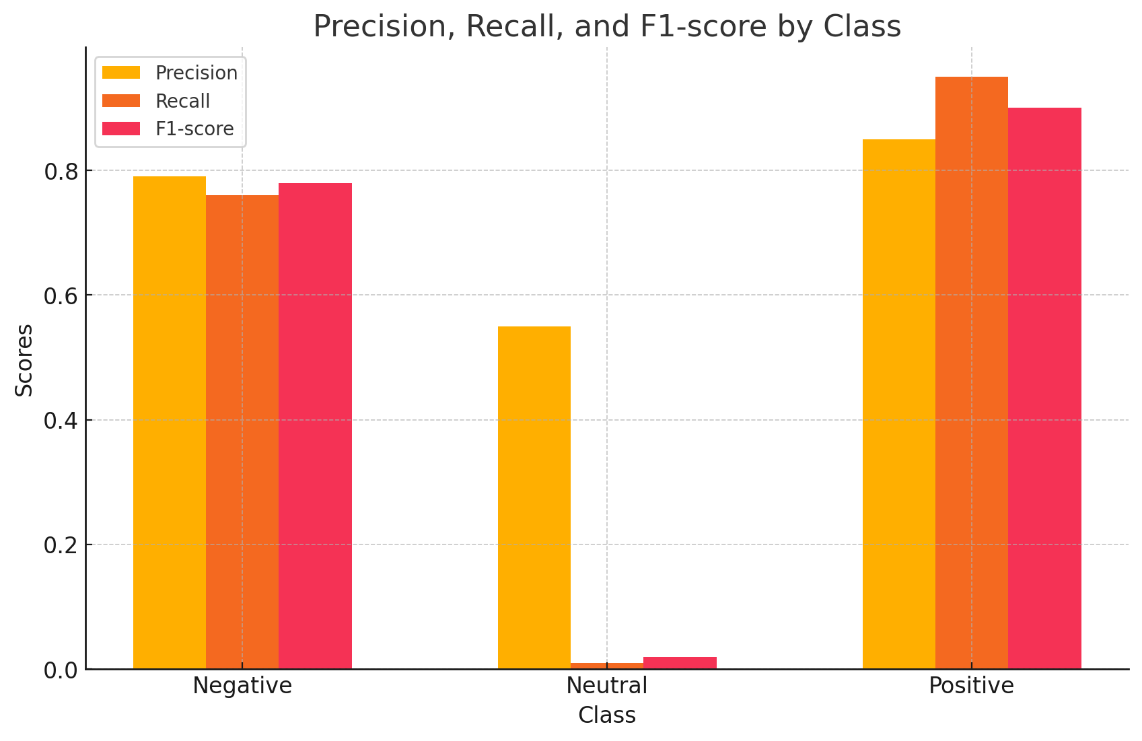 Precision, Recall, and F1-score by Class
Precision
Recall
F1-score
0.8
0.6
0.4
0.2
0.0
Scores
Negative
Neutral
Positive
Class